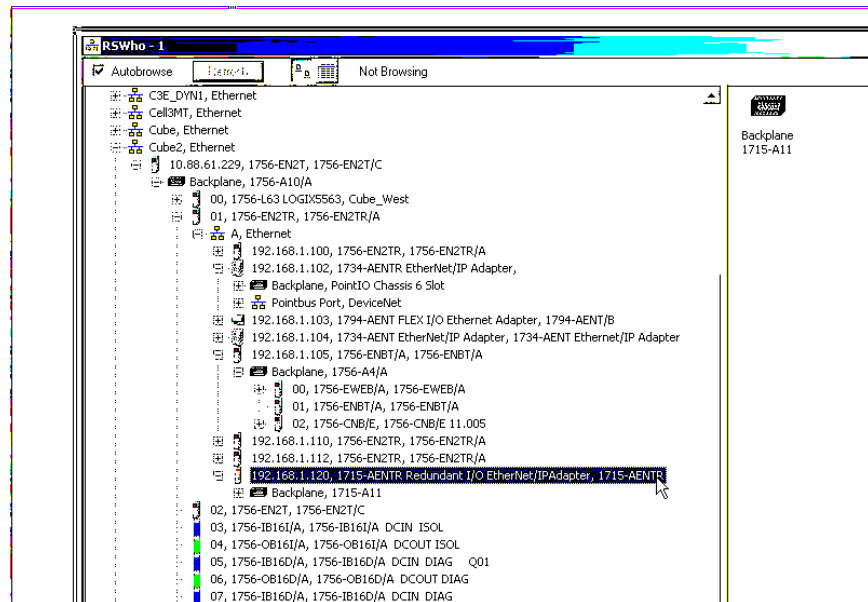 RSWho - 1
Autobrowse
Not Browsing
C3E_DYN1, Ethernet
Cell3MT, Ethernet
Cube, Ethernet
Cube2, Ethernet
10.88.61.229, 1756-EN2T, 1756-EN2T/C
Backplane, 1756-A10/A
00, 1756-L63 LOGIX5563, Cube_West
01, 1756-EN2TR, 1756-EN2TR/A
A, Ethernet
192.168.1.100, 1756-EN2TR, 1756-EN2TR/A
192.168.1.102, 1734-AENTR EtherNet/IP Adapter,
Backplane, PointIO Chassis 6 Slot
Pointbus Port, DeviceNet
192.168.1.103, 1794-AENT FLEX I/O Ethernet Adapter, 1794-AENT/B
192.168.1.104, 1734-AENT EtherNet/IP Adapter, 1734-AENT Ethernet/IP Adapter
192.168.1.105, 1756-ENBT/A, 1756-ENBT/A
Backplane, 1756-A4/A
00, 1756-EWEB/A, 1756-EWEB/A
01, 1756-ENBT/A, 1756-ENBT/A
02, 1756-CNB/E, 1756-CNB/E 11.005
192.168.1.110, 1756-EN2TR, 1756-EN2TR/A
192.168.1.112, 1756-EN2TR, 1756-EN2TR/A
192.168.1.120, 1715-AENTR Redundant I/O EtherNet/IPAdapter, 1715-AENTR
Backplane, 1715-A11
02, 1756-EN2T, 1756-EN2T/C
03, 1756-IB16I/A, 1756-IB16I/A DCIN ISOL
04, 1756-OB16I/A, 1756-OB16I/A DCOUT ISOL
05, 1756-IB16D/A, 1756-IB16D/A DCIN DIAG Q01
06, 1756-OB16D/A, 1756-OB16D/A DCOUT DIAG
07, 1756-IB16D/A, 1756-IB16D/A DCIN DIAG
Backplane
1715-A11